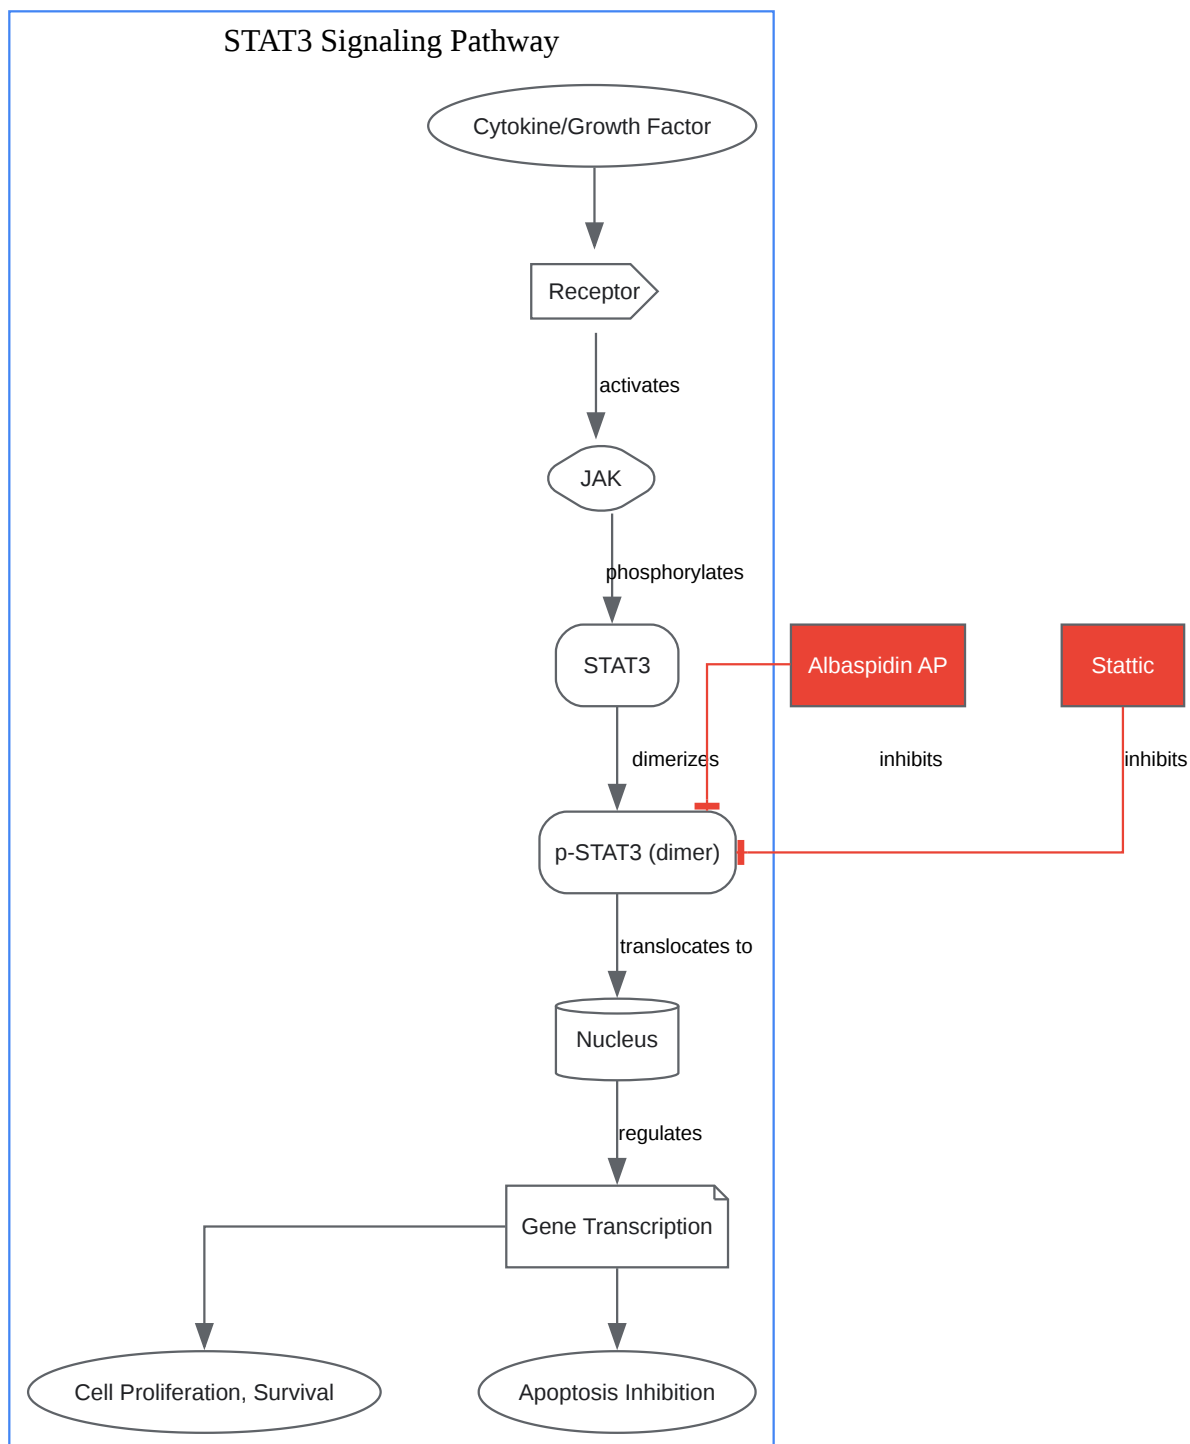 STAT3 Signaling Pathway
Cytokine/Growth Factor
Receptor
activates
JAK
phosphorylates
STAT3
Albaspidin AP
Stattic
dimerizes
inhibits
inhibits
p-STAT3 (dimer)
translocates to
Nucleus
regulates
Gene Transcription
Cell Proliferation, Survival
Apoptosis Inhibition